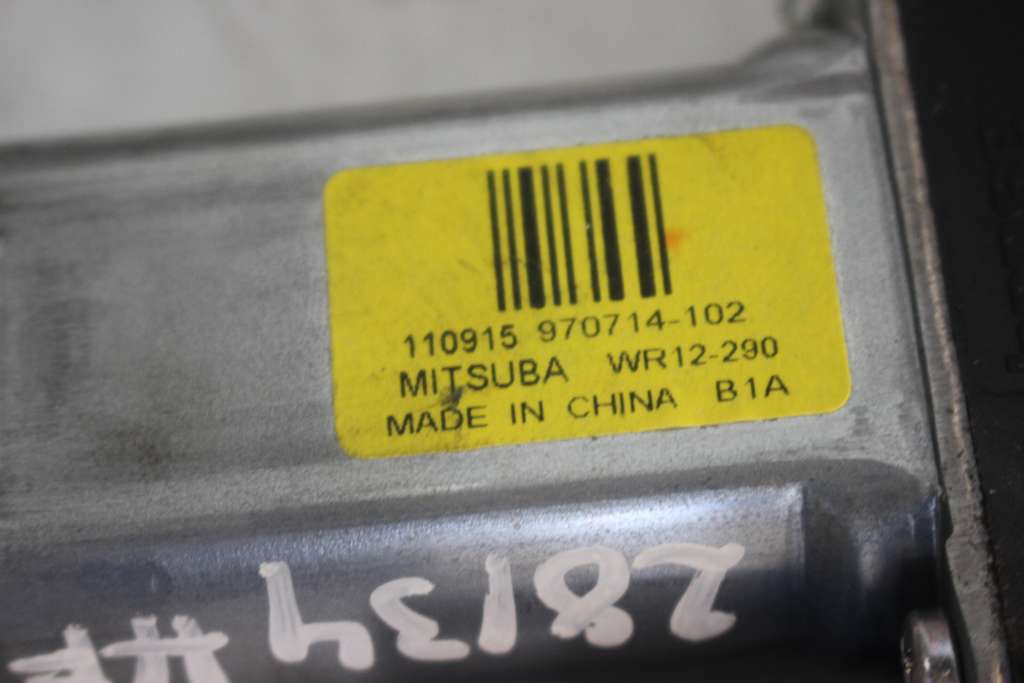 110915 970714-102
MITSUBA WR12-290
MADE IN CHINA B1A
28134